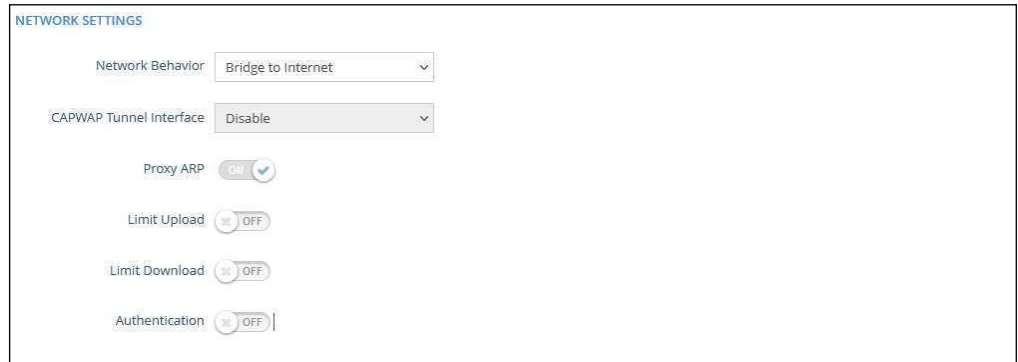 NETWORK SETTINGS
Network Behavior Bridge to Internet
CAPWAP Tunnel Interface Disable
Proxy ARP ON
Limit Upload OFF
Limit Download OFF
Authentication OFF